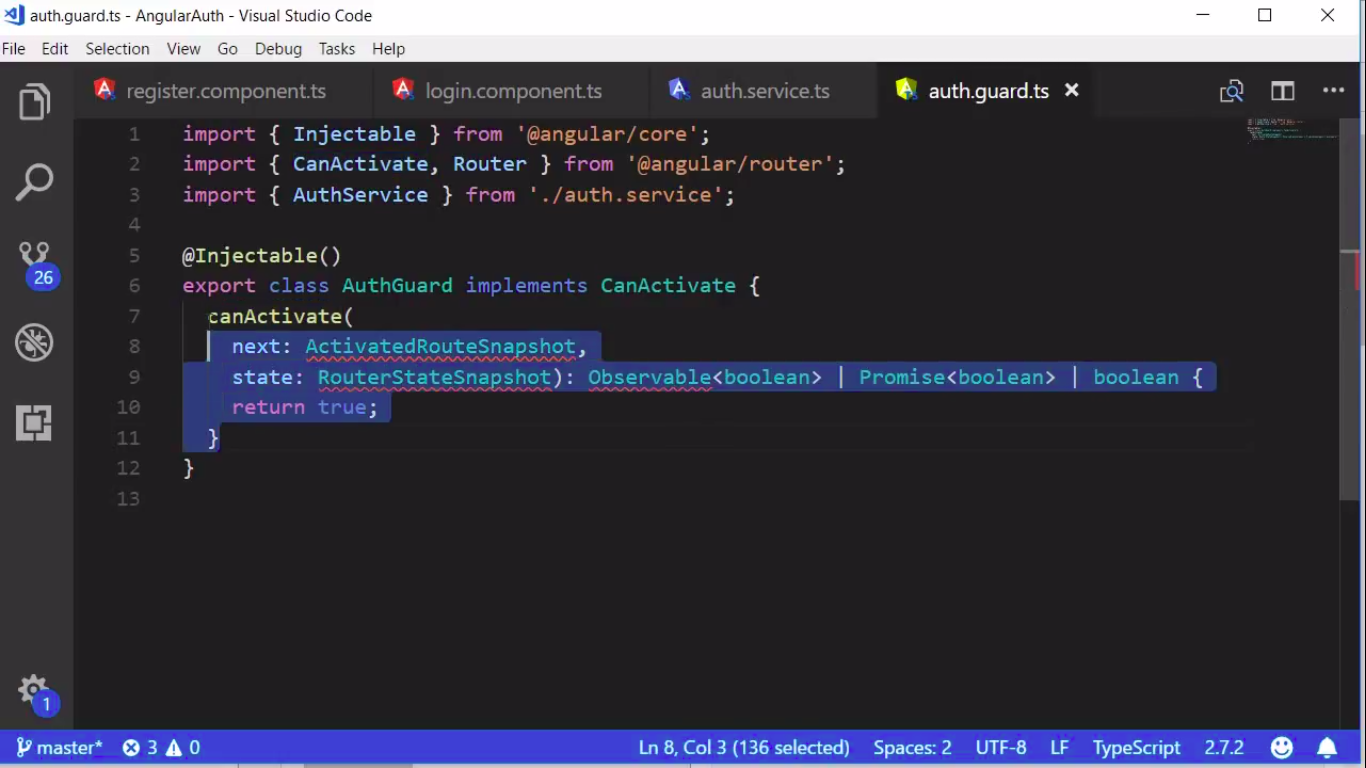 auth.guard.ts - AngularAuth - Visual Studio Code
File Edit Selection View Go Debug Tasks Help
register.component.ts login.component.ts auth.service.ts auth.guard.ts
1 import { Injectable } from '@angular/core';
2 import { CanActivate, Router } from '@angular/router';
3 import { AuthService } from './auth.service';
4
5 @Injectable()
6 export class AuthGuard implements CanActivate {
7 canActivate(
8 next: ActivatedRouteSnapshot,
9 state: RouterStateSnapshot): Observable<boolean> | Promise<boolean> | boolean {
10 return true;
11 }
12 }
13
26
1
master* 3 0 Ln 8, Col 3 (136 selected) Spaces: 2 UTF-8 LF TypeScript 2.7.2